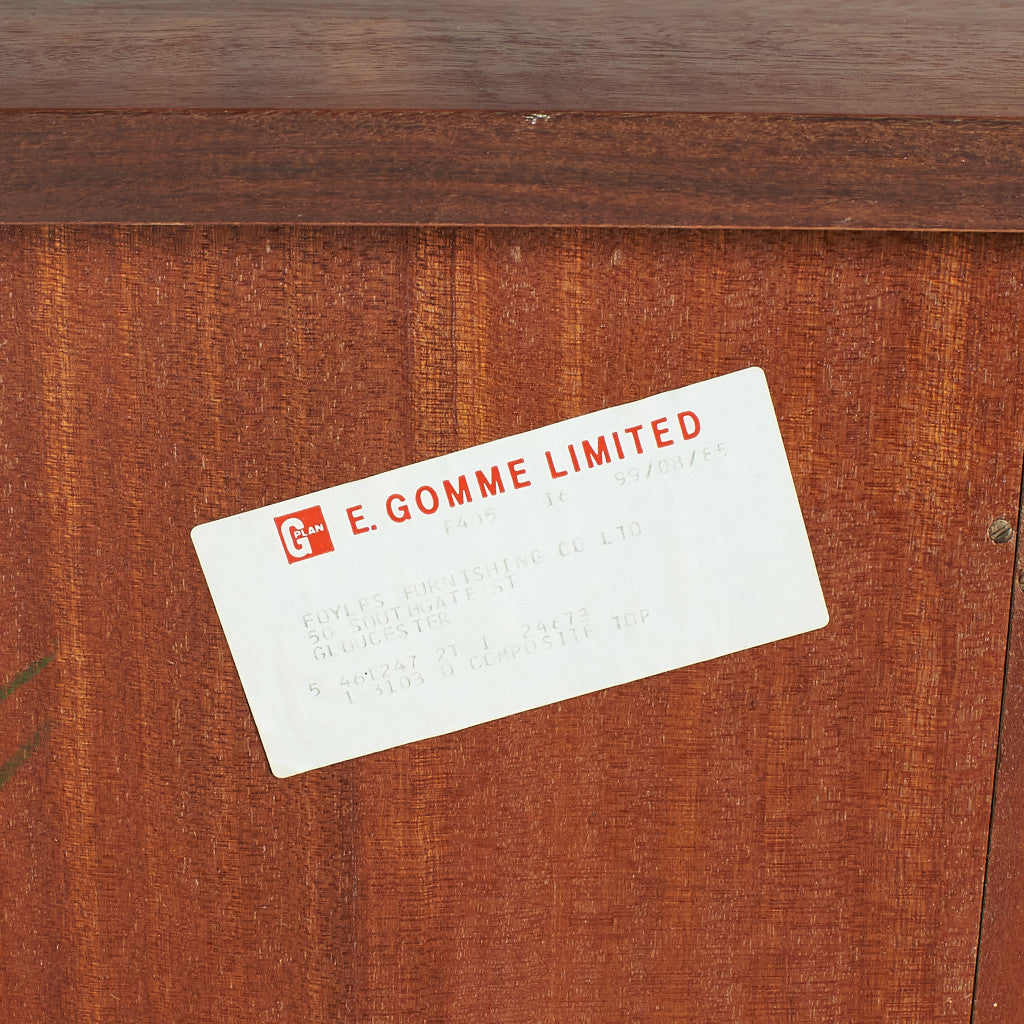 G PLAN E. GOMME LIMITED
F405 16 99/08/85
FOYLES FURNISHING CO LTD
50 SOUTHGATE ST
GLOUCESTER
5 461247 2T 1 24673
1 3103 0 COMPOSITE TOP